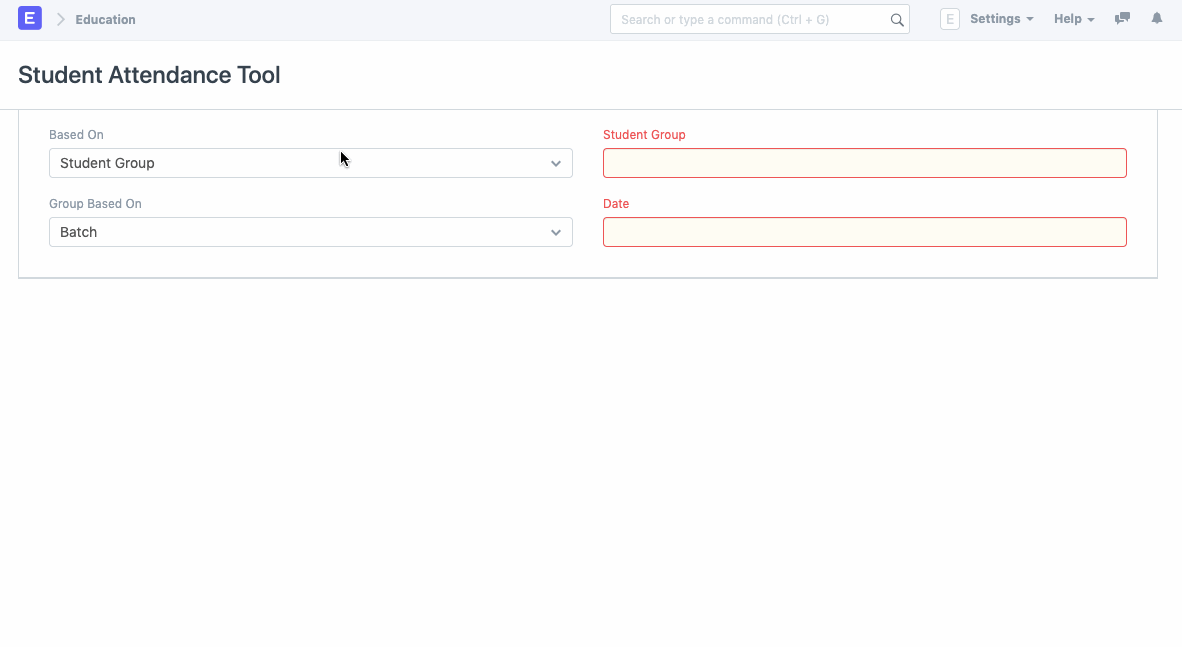 E Education Search or type a command (Ctrl + G) E Settings Help
Student Attendance Tool
Based On Student Group
Student Group
Group Based On Date
Batch